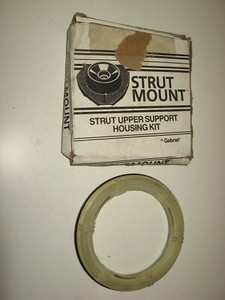 STRUT
MOUNT
STRUT UPPER SUPPORT
HOUSING KIT
by Gabriel
MOUNT